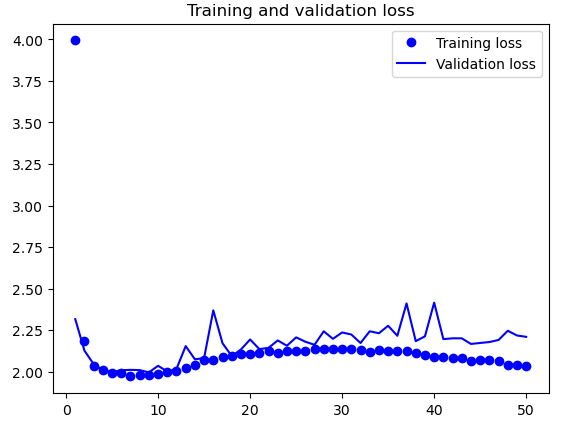 Training and validation loss
Training loss
Validation loss
4.00
3.75
3.50
3.25
3.00
2.75
2.50
2.25
2.00
0 10 20 30 40 50